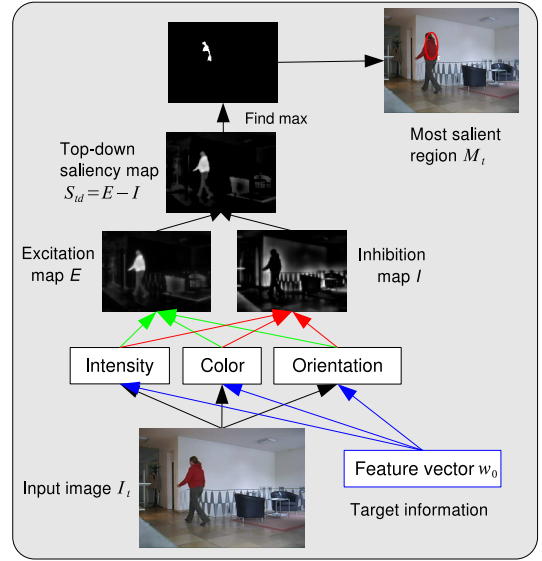 Find max
Most salient
region M_t
Top-down
saliency map
S_td = E − I
Excitation
map E
Inhibition
map I
Intensity
Color
Orientation
Input image I_t
Feature vector w_0
Target information